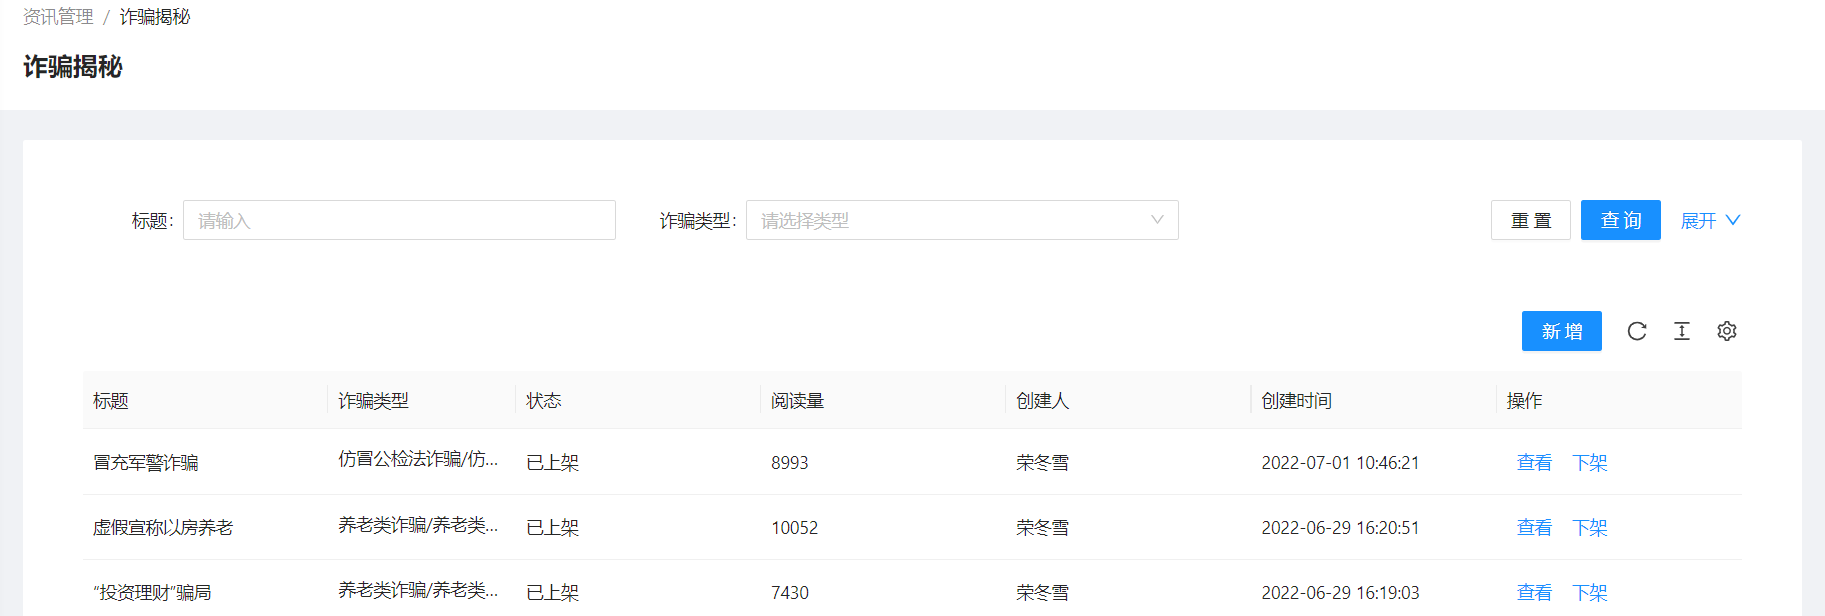 资讯管理 / 诈骗揭秘
诈骗揭秘
标题: 请输入 诈骗类型: 请选择类型 重 置 查 询 展开
新 增
标题 诈骗类型 状态 阅读量 创建人 创建时间 操作
冒充军警诈骗 仿冒公检法诈骗/仿... 已上架 8993 荣冬雪 2022-07-01 10:46:21 查看 下架
虚假宣称以房养老 养老类诈骗/养老类... 已上架 10052 荣冬雪 2022-06-29 16:20:51 查看 下架
“投资理财”骗局 养老类诈骗/养老类... 已上架 7430 荣冬雪 2022-06-29 16:19:03 查看 下架